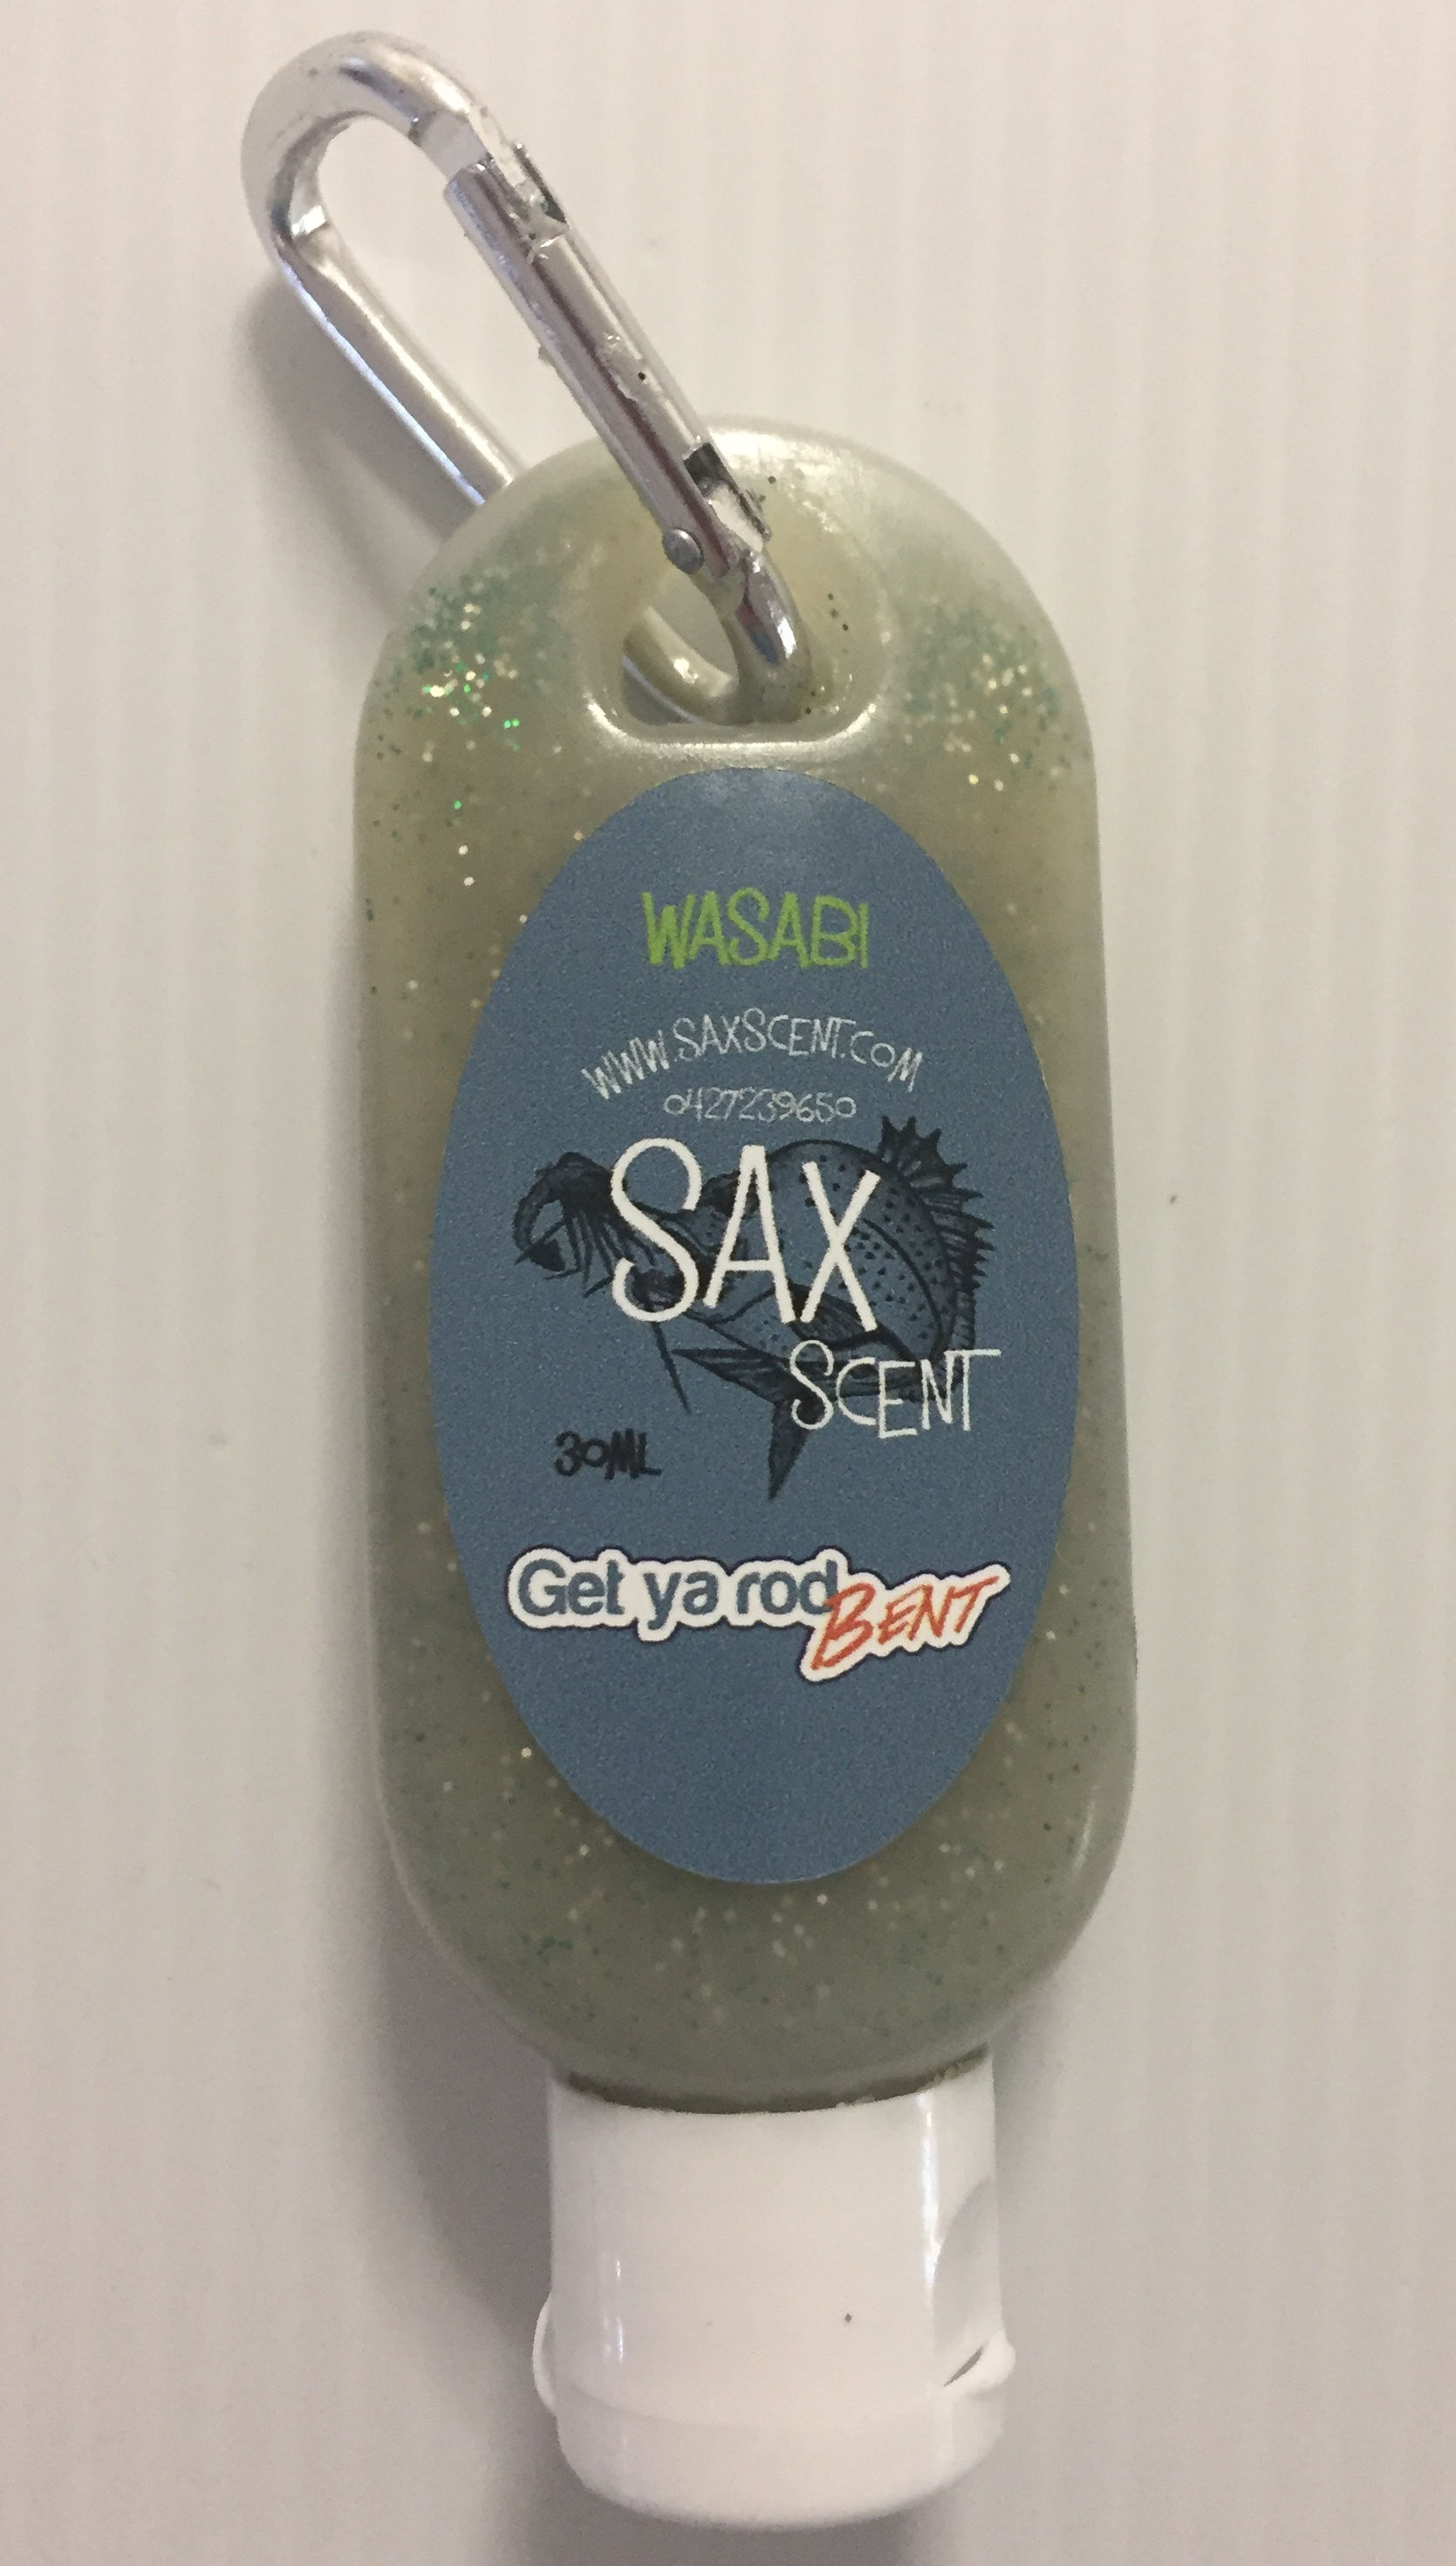 WASABI
WWW.SAXSCENT.COM
0427239650
SAX
SCENT
30ML
Get ya rod BENT